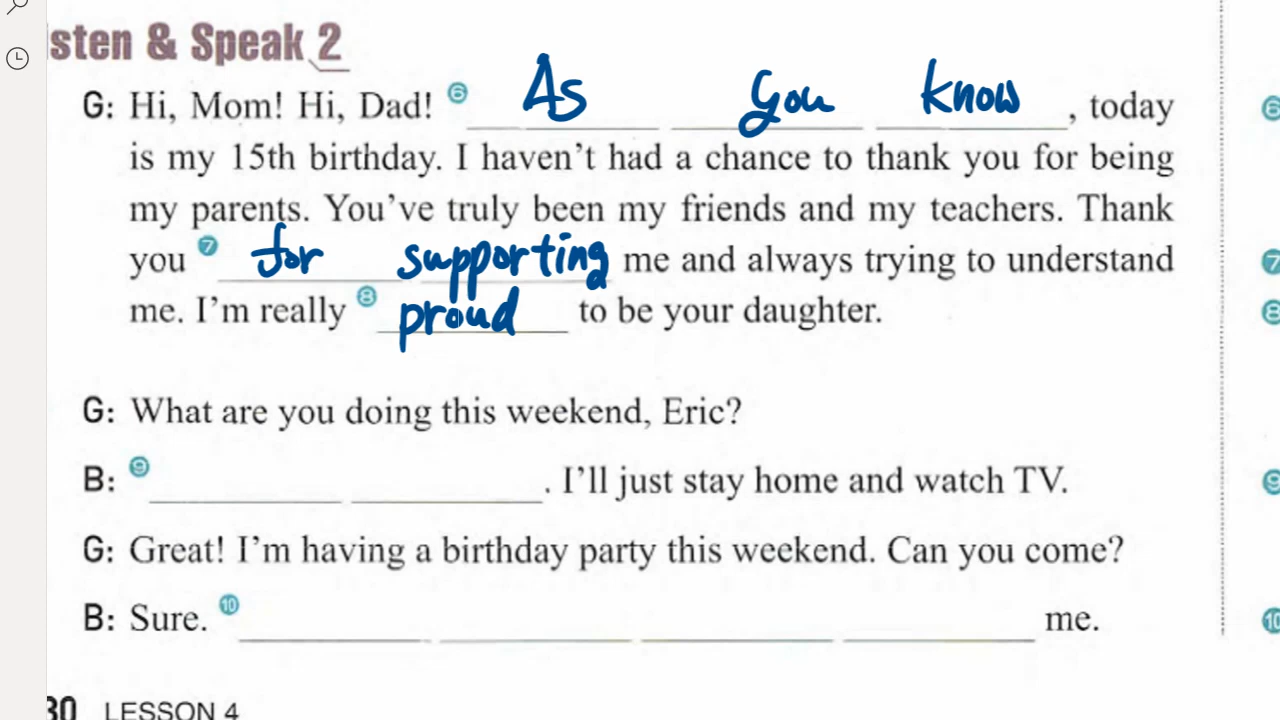 isten & Speak 2
G: Hi, Mom! Hi, Dad! ⑥ As you know, today
is my 15th birthday. I haven't had a chance to thank you for being
my parents. You've truly been my friends and my teachers. Thank
you ⑦ for supporting me and always trying to understand
me. I'm really ⑧ proud to be your daughter.
G: What are you doing this weekend, Eric?
B: ⑨ . I'll just stay home and watch TV.
G: Great! I'm having a birthday party this weekend. Can you come?
B: Sure. ⑩ me.
30 LESSON 4
⑥
⑦
⑧
⑨
⑩